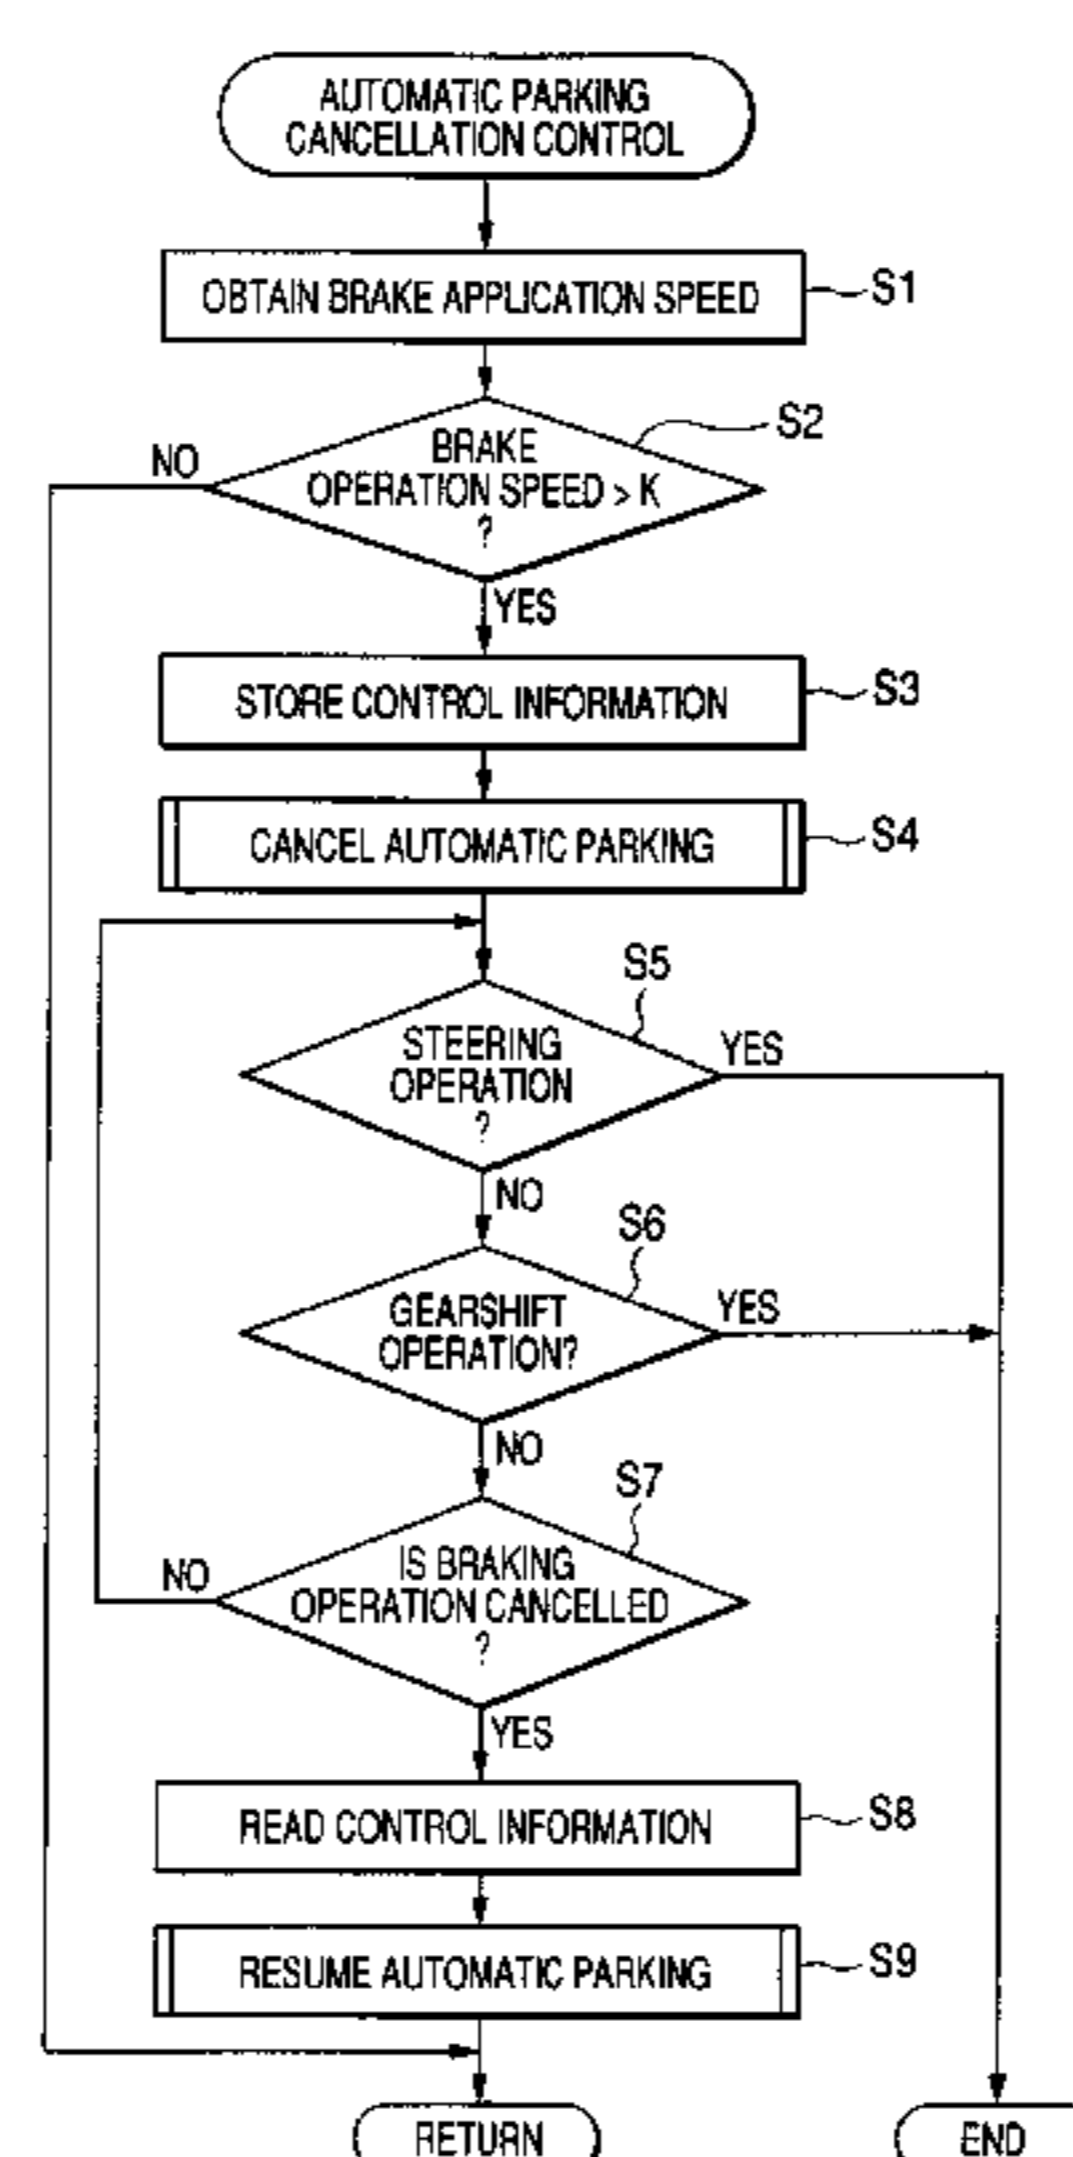 AUTOMATIC PARKING
CANCELLATION CONTROL
OBTAIN BRAKE APPLICATION SPEED
S1
S2
NO
BRAKE
OPERATION SPEED > K
?
YES
STORE CONTROL INFORMATION
S3
CANCEL AUTOMATIC PARKING
S4
S5
STEERING
OPERATION
?
YES
NO
S6
GEARSHIFT
OPERATION?
YES
NO
S7
NO
IS BRAKING
OPERATION CANCELLED
?
YES
READ CONTROL INFORMATION
S8
RESUME AUTOMATIC PARKING
S9
RETURN
END